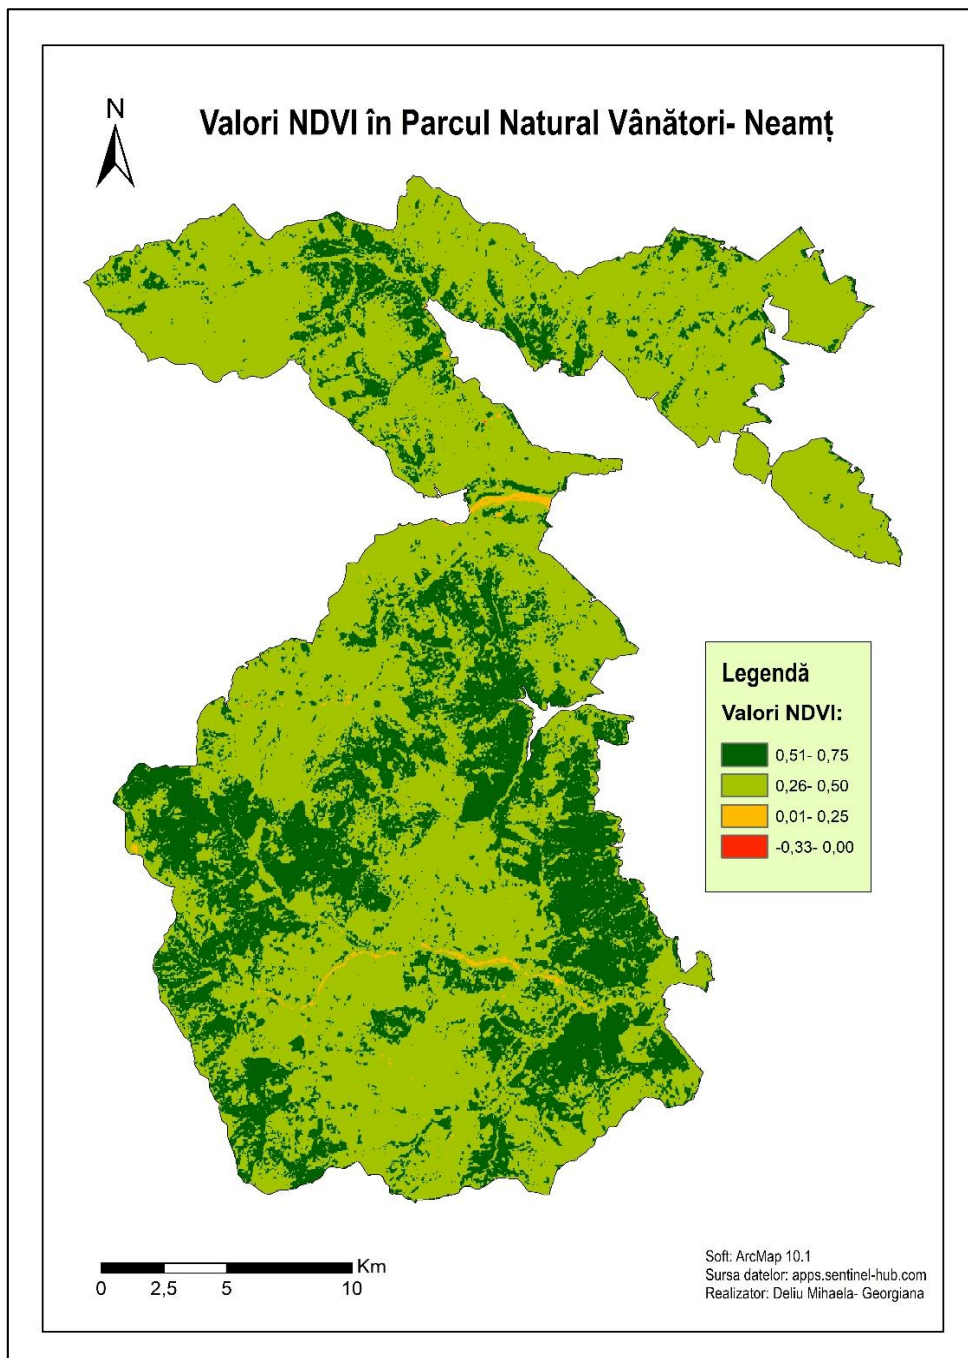 N
Valori NDVI în Parcul Natural Vânători- Neamț
Legendă
Valori NDVI:
0,51- 0,75
0,26- 0,50
0,01- 0,25
-0,33- 0,00
Km
0 2,5 5 10
Soft: ArcMap 10.1
Sursa datelor: apps.sentinel-hub.com
Realizator: Deliu Mihaela- Georgiana